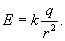 E = k q/r².